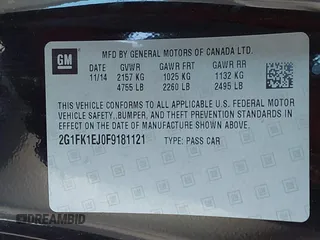 GM
MFD BY GENERAL MOTORS OF CANADA LTD.
DATE GVWR GAWR FRT GAWR RR
11/14 2157 KG 1025 KG 1132 KG
4755 LB 2260 LB 2495 LB
THIS VEHICLE CONFORMS TO ALL APPLICABLE U.S. FEDERAL MOTOR
VEHICLE SAFETY, BUMPER, AND THEFT PREVENTION STANDARDS
IN EFFECT ON THE DATE OF MANUFACTURE SHOWN ABOVE.
2G1FK1EJ0F9181121 TYPE: PASS CAR
DREAMBID